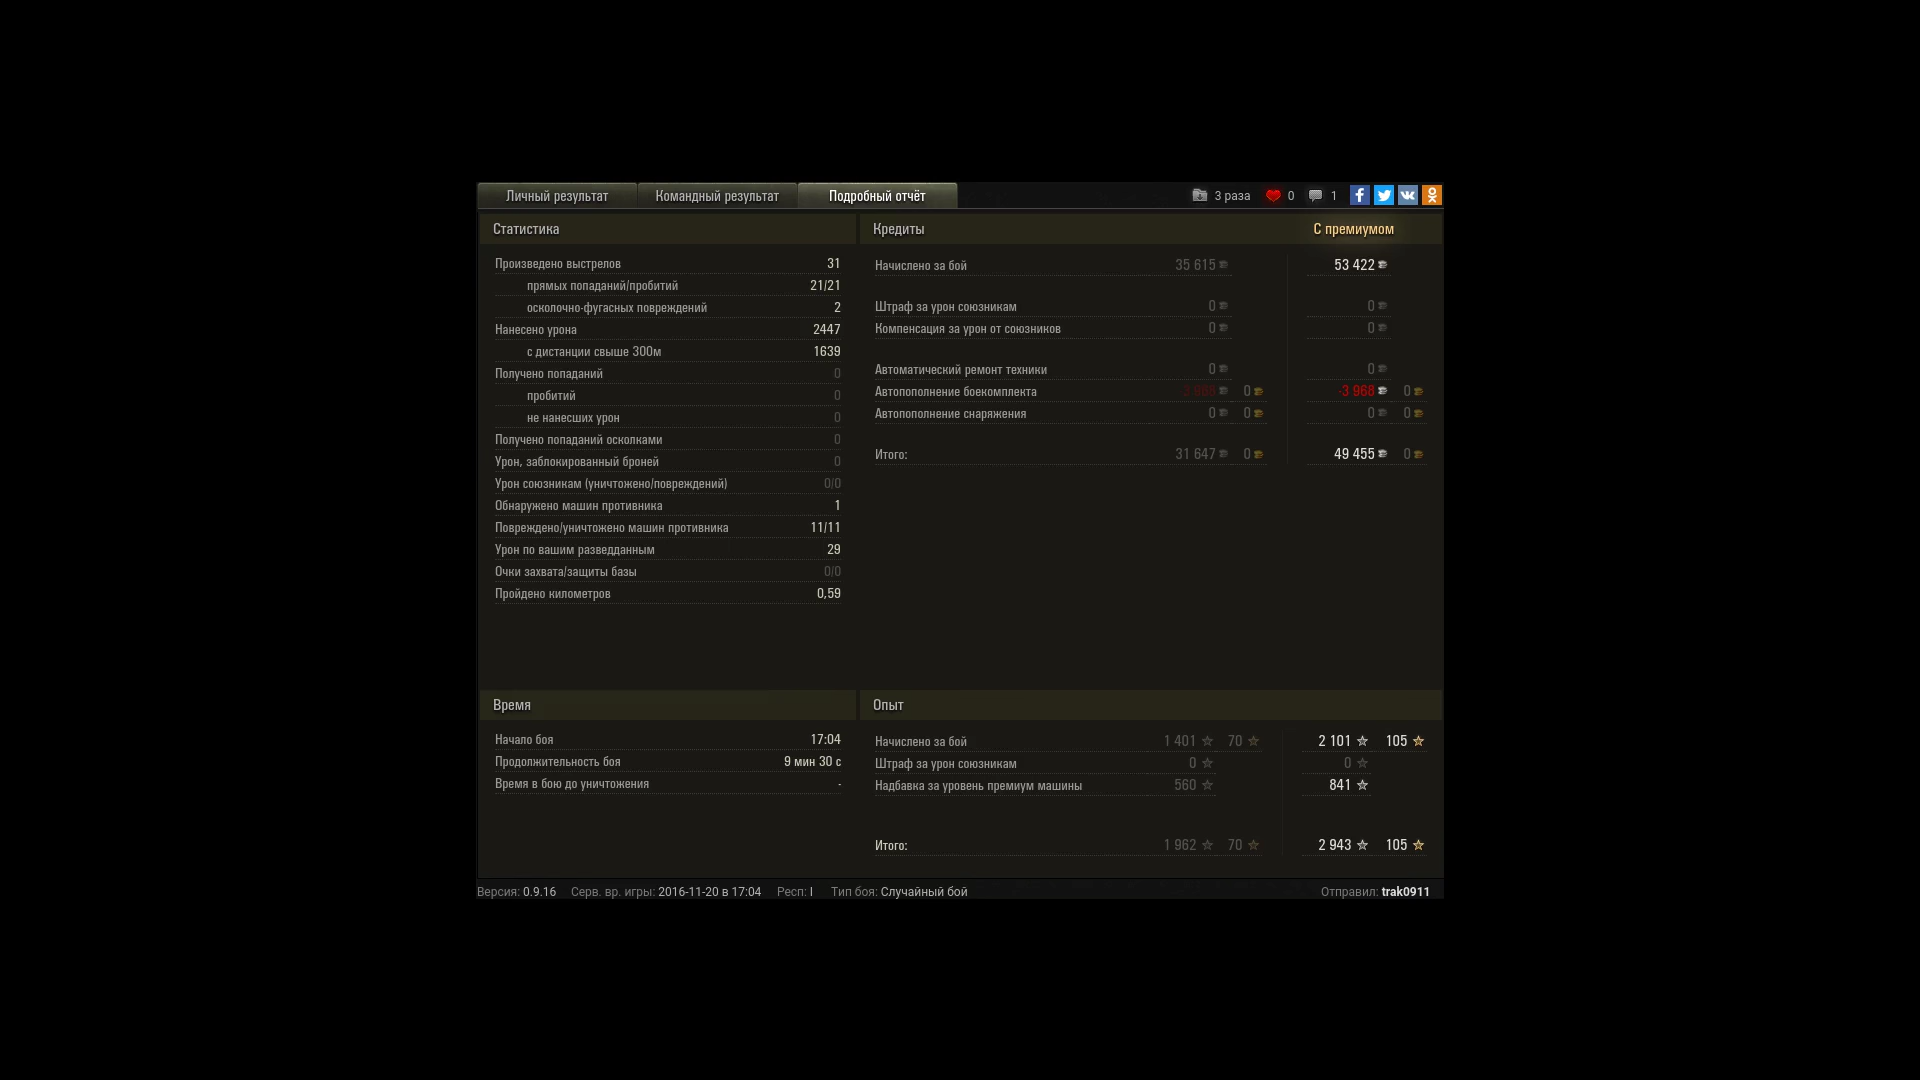 Личный результат Командный результат Подробный отчёт 3 раза 0 1
Статистика
Произведено выстрелов 31
прямых попаданий/пробитий 21/21
осколочно-фугасных повреждений 2
Нанесено урона 2447
с дистанции свыше 300м 1639
Получено попаданий 0
пробитий 0
не нанесших урон 0
Получено попаданий осколками 0
Урон, заблокированный броней 0
Урон союзникам (уничтожено/повреждений) 0/0
Обнаружено машин противника 1
Повреждено/уничтожено машин противника 11/11
Урон по вашим разведданным 29
Очки захвата/защиты базы 0/0
Пройдено километров 0,59
Кредиты С премиумом
Начислено за бой 35 615 53 422
Штраф за урон союзникам 0 0
Компенсация за урон от союзников 0 0
Автоматический ремонт техники 0 0
Автопополнение боекомплекта -3 968 0 -3 968 0
Автопополнение снаряжения 0 0 0 0
Итого: 31 647 0 49 455 0
Время
Начало боя 17:04
Продолжительность боя 9 мин 30 с
Время в бою до уничтожения -
Опыт
Начислено за бой 1 401 70 2 101 105
Штраф за урон союзникам 0 0
Надбавка за уровень премиум машины 560 841
Итого: 1 962 70 2 943 105
Версия: 0.9.16 Серв. вр. игры: 2016-11-20 в 17:04 Респ: I Тип боя: Случайный бой Отправил: trak0911